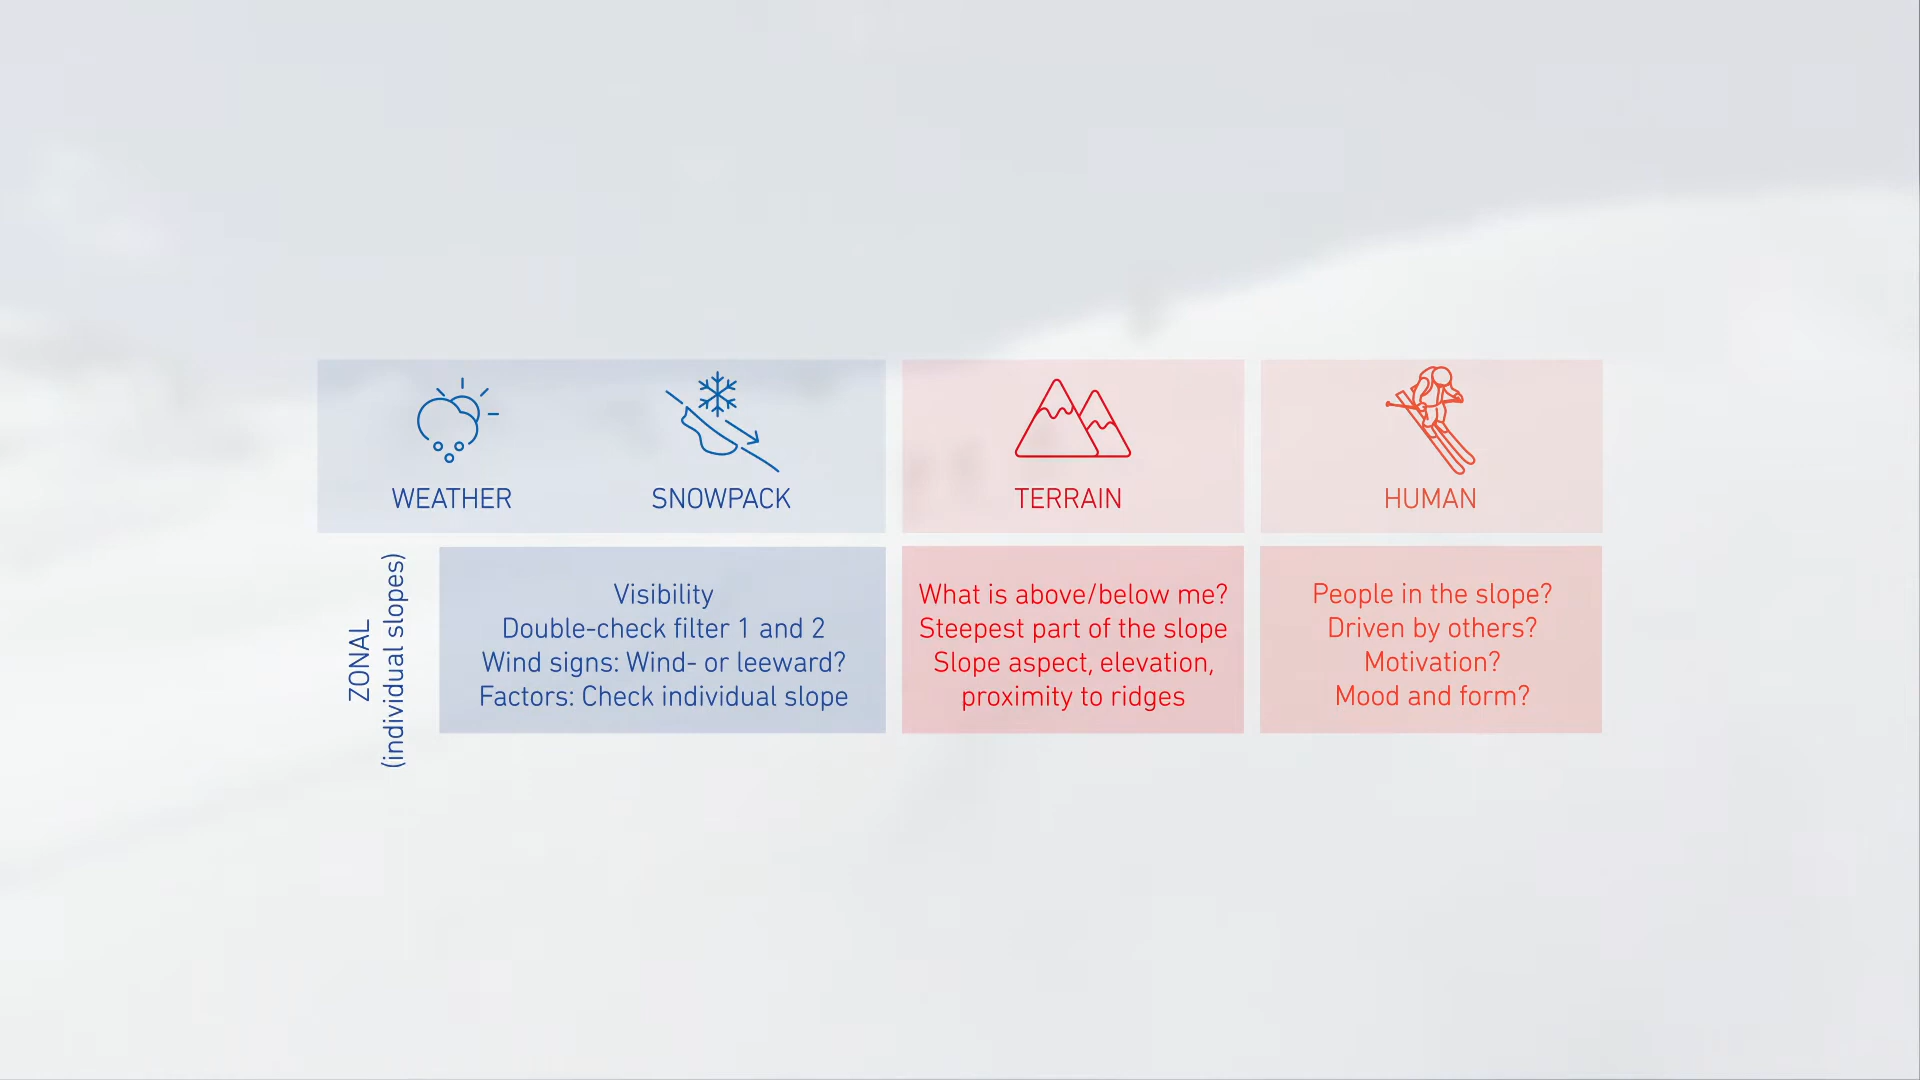 WEATHER
SNOWPACK
TERRAIN
HUMAN
ZONAL
(individual slopes)
Visibility
Double-check filter 1 and 2
Wind signs: Wind- or leeward?
Factors: Check individual slope
What is above/below me?
Steepest part of the slope
Slope aspect, elevation,
proximity to ridges
People in the slope?
Driven by others?
Motivation?
Mood and form?